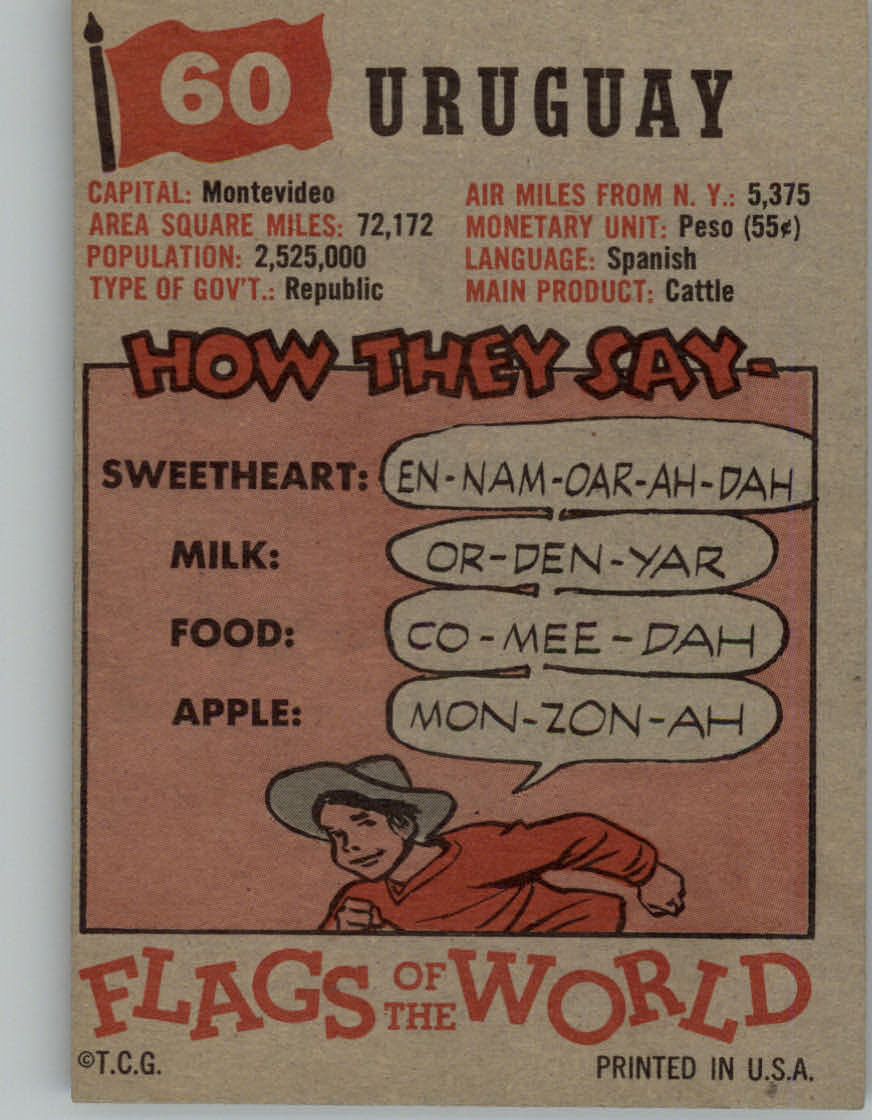 60 URUGUAY
CAPITAL: Montevideo
AREA SQUARE MILES: 72,172
POPULATION: 2,525,000
TYPE OF GOV'T.: Republic
AIR MILES FROM N. Y.: 5,375
MONETARY UNIT: Peso (55¢)
LANGUAGE: Spanish
MAIN PRODUCT: Cattle
HOW THEY SAY-
SWEETHEART: EN-NAM-OAR-AH-DAH
MILK: OR-DEN-YAR
FOOD: CO-MEE-DAH
APPLE: MON-ZON-AH
FLAGS OF THE WORLD
©T.C.G. PRINTED IN U.S.A.